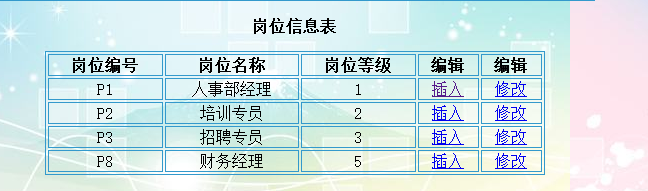 岗位信息表
岗位编号 岗位名称 岗位等级 编辑 编辑
P1 人事部经理 1 插入 修改
P2 培训专员 2 插入 修改
P3 招聘专员 3 插入 修改
P8 财务经理 5 插入 修改